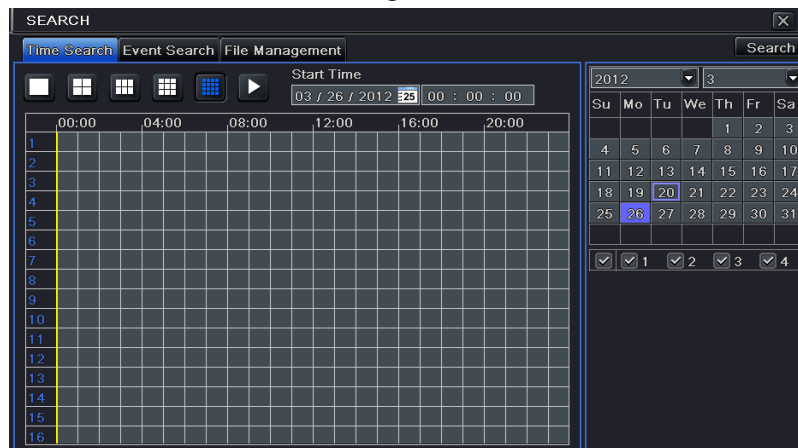 SEARCH
Time Search Event Search File Management Search
Start Time
03 / 26 / 2012 25 00 : 00 : 00
00:00 04:00 08:00 12:00 16:00 20:00
1
2
3
4
5
6
7
8
9
10
11
12
13
14
15
16
2012 3
Su Mo Tu We Th Fr Sa
1 2 3
4 5 6 7 8 9 10
11 12 13 14 15 16 17
18 19 20 21 22 23 24
25 26 27 28 29 30 31
1 2 3 4